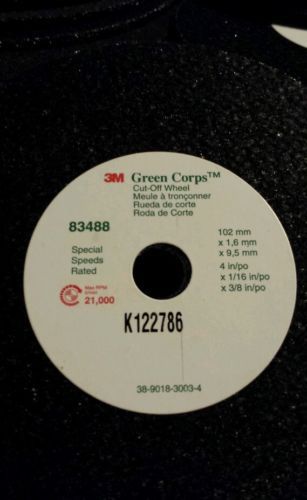 3M Green Corps™
Cut-Off Wheel
Meule à tronçonner
Rueda de corte
Roda de Corte
83488
Special
Speeds
Rated
Max RPM
21,000
102 mm
x 1,6 mm
x 9,5 mm
4 in/po
x 1/16 in/po
x 3/8 in/po
K122786
38-9018-3003-4